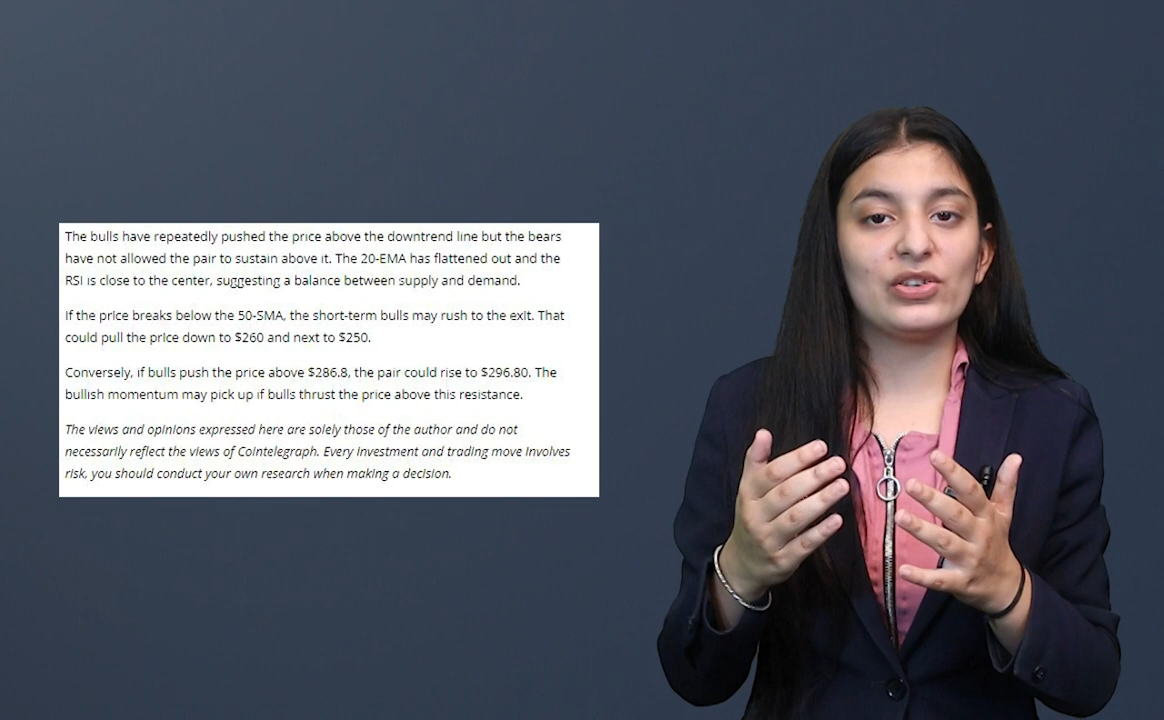 The bulls have repeatedly pushed the price above the downtrend line but the bears
have not allowed the pair to sustain above it. The 20-EMA has flattened out and the
RSI is close to the center, suggesting a balance between supply and demand.
If the price breaks below the 50-SMA, the short-term bulls may rush to the exit. That
could pull the price down to $260 and next to $250.
Conversely, if bulls push the price above $286.8, the pair could rise to $296.80. The
bullish momentum may pick up if bulls thrust the price above this resistance.
The views and opinions expressed here are solely those of the author and do not
necessarily reflect the views of Cointelegraph. Every investment and trading move involves
risk, you should conduct your own research when making a decision.